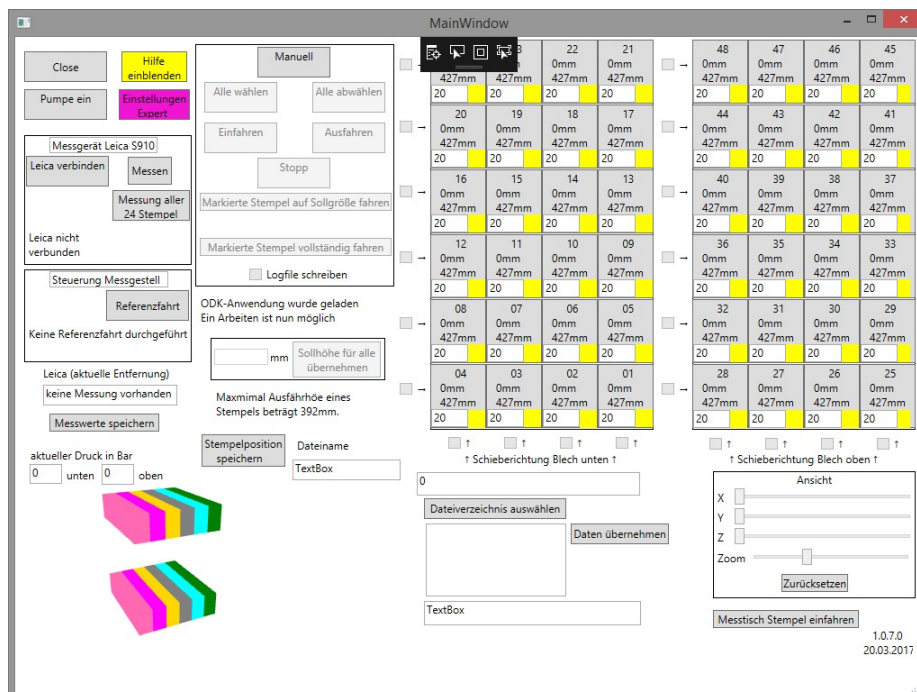 MainWindow
Close
Hilfe
einblenden
Pumpe ein
Einstellungen
Expert
Messgerät Leica S910
Leica verbinden
Messen
Messung aller
24 Stempel
Leica nicht
verbunden
Steuerung Messgestell
Referenzfahrt
Keine Referenzfahrt durchgeführt
Leica (aktuelle Entfernung)
keine Messung vorhanden
Messwerte speichern
aktueller Druck in Bar
0 unten 0 oben
Manuell
Alle wählen Alle abwählen
Einfahren Ausfahren
Stopp
Markierte Stempel auf Sollgröße fahren
Markierte Stempel vollständig fahren
Logfile schreiben
ODK-Anwendung wurde geladen
Ein Arbeiten ist nun möglich
mm
Sollhöhe für alle
übernehmen
Maxmimal Ausfährhöe eines
Stempels beträgt 392mm.
Stempelposition
speichern
Dateiname
TextBox
→ 3 22 21
0mm 0mm
427mm 427mm 427mm 427mm
20 20 20 20
→ 20 19 18 17
0mm 0mm 0mm 0mm
427mm 427mm 427mm 427mm
20 20 20 20
→ 16 15 14 13
0mm 0mm 0mm 0mm
427mm 427mm 427mm 427mm
20 20 20 20
→ 12 11 10 09
0mm 0mm 0mm 0mm
427mm 427mm 427mm 427mm
20 20 20 20
→ 08 07 06 05
0mm 0mm 0mm 0mm
427mm 427mm 427mm 427mm
20 20 20 20
→ 04 03 02 01
0mm 0mm 0mm 0mm
427mm 427mm 427mm 427mm
20 20 20 20
↑ ↑ ↑ ↑
↑ Schieberichtung Blech unten ↑
→ 48 47 46 45
0mm 0mm 0mm 0mm
427mm 427mm 427mm 427mm
20 20 20 20
→ 44 43 42 41
0mm 0mm 0mm 0mm
427mm 427mm 427mm 427mm
20 20 20 20
→ 40 39 38 37
0mm 0mm 0mm 0mm
427mm 427mm 427mm 427mm
20 20 20 20
→ 36 35 34 33
0mm 0mm 0mm 0mm
427mm 427mm 427mm 427mm
20 20 20 20
→ 32 31 30 29
0mm 0mm 0mm 0mm
427mm 427mm 427mm 427mm
20 20 20 20
→ 28 27 26 25
0mm 0mm 0mm 0mm
427mm 427mm 427mm 427mm
20 20 20 20
↑ ↑ ↑ ↑
↑ Schieberichtung Blech oben ↑
0
Dateiverzeichnis auswählen
Daten übernehmen
TextBox
Ansicht
X
Y
Z
Zoom
Zurücksetzen
Messtisch Stempel einfahren
1.0.7.0
20.03.2017